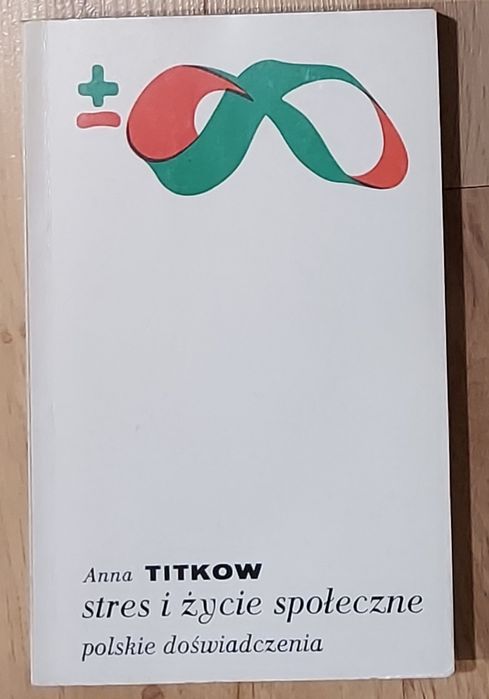 ±
Anna TITKOW
stres i życie społeczne
polskie doświadczenia